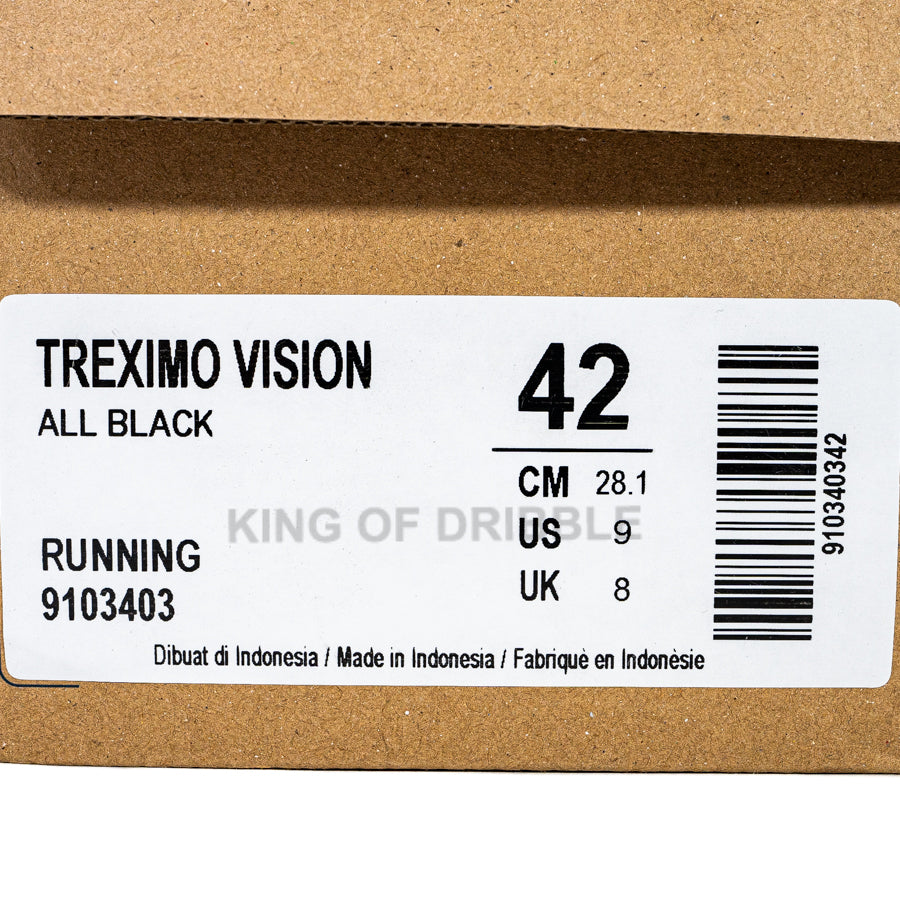 TREXIMO VISION
ALL BLACK
RUNNING
9103403
42
CM 28.1
US 9
UK 8
910340342
KING OF DRIBBLE
Dibuat di Indonesia / Made in Indonesia / Fabriquè en Indonèsie